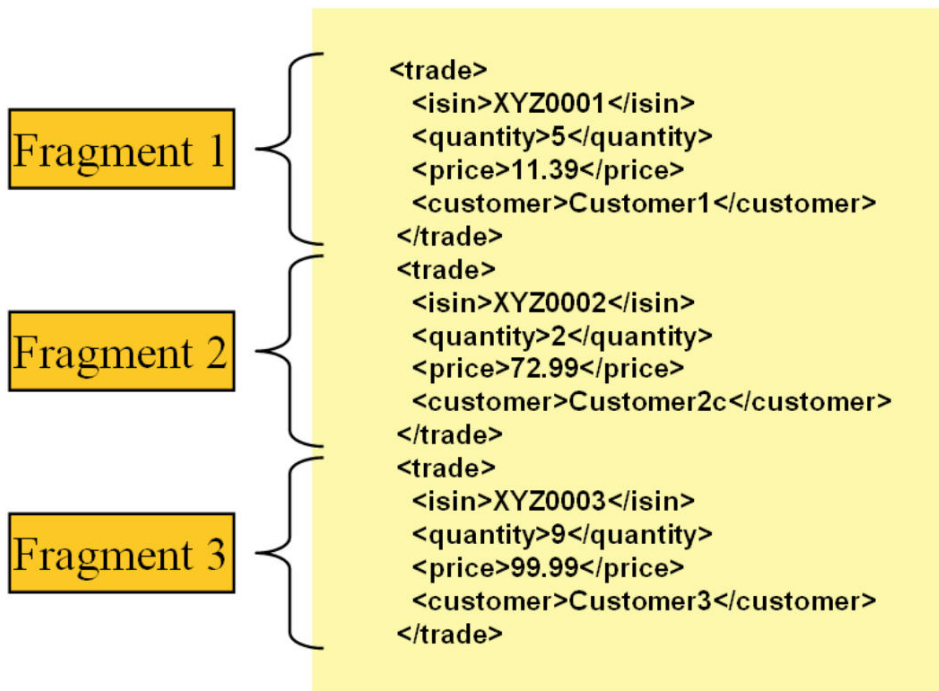 Fragment 1
<trade>
<isin>XYZ0001</isin>
<quantity>5</quantity>
<price>11.39</price>
<customer>Customer1</customer>
</trade>
Fragment 2
<trade>
<isin>XYZ0002</isin>
<quantity>2</quantity>
<price>72.99</price>
<customer>Customer2c</customer>
</trade>
Fragment 3
<trade>
<isin>XYZ0003</isin>
<quantity>9</quantity>
<price>99.99</price>
<customer>Customer3</customer>
</trade>